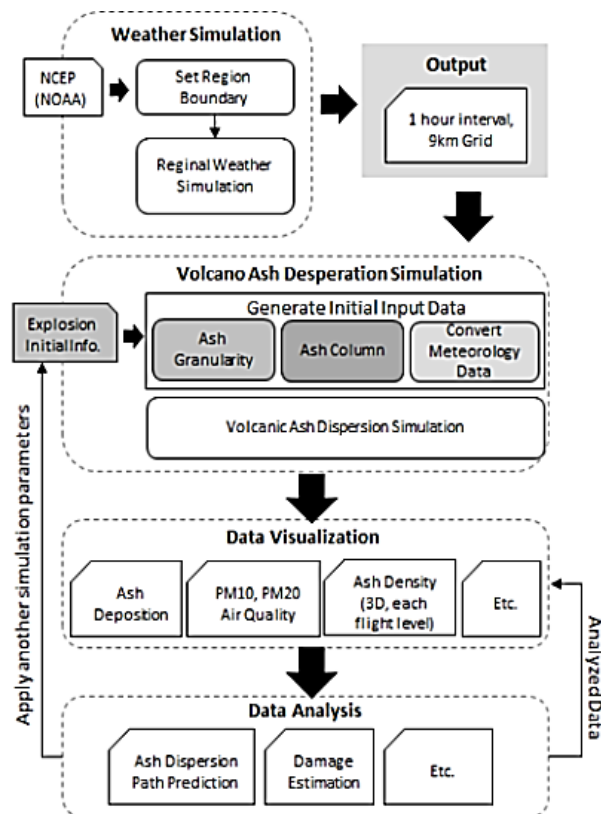 Weather Simulation
NCEP
(NOAA)
Set Region
Boundary
Reginal Weather
Simulation
Output
1 hour interval,
9km Grid
Volcano Ash Desperation Simulation
Generate Initial Input Data
Explosion
Initial Info.
Ash
Granularity
Ash Column
Convert
Meteorology
Data
Volcanic Ash Dispersion Simulation
Apply another simulation parameters
Data Visualization
Ash
Deposttion
PM10, PM20
Air Quality
Ash Density
(3D, each
flight level)
Etc.
Analyzed Data
Data Analysis
Ash Dispersion
Path Prediction
Damage
Estimation
Etc.